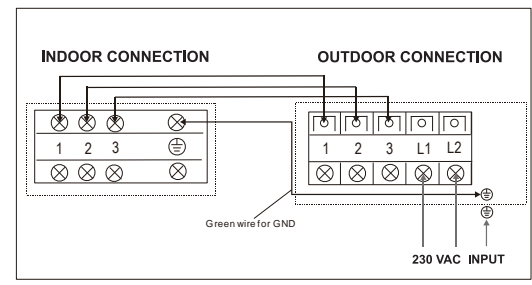 INDOOR CONNECTION
OUTDOOR CONNECTION
1 2 3
1 2 3 L1 L2
Green wire for GND
230 VAC INPUT